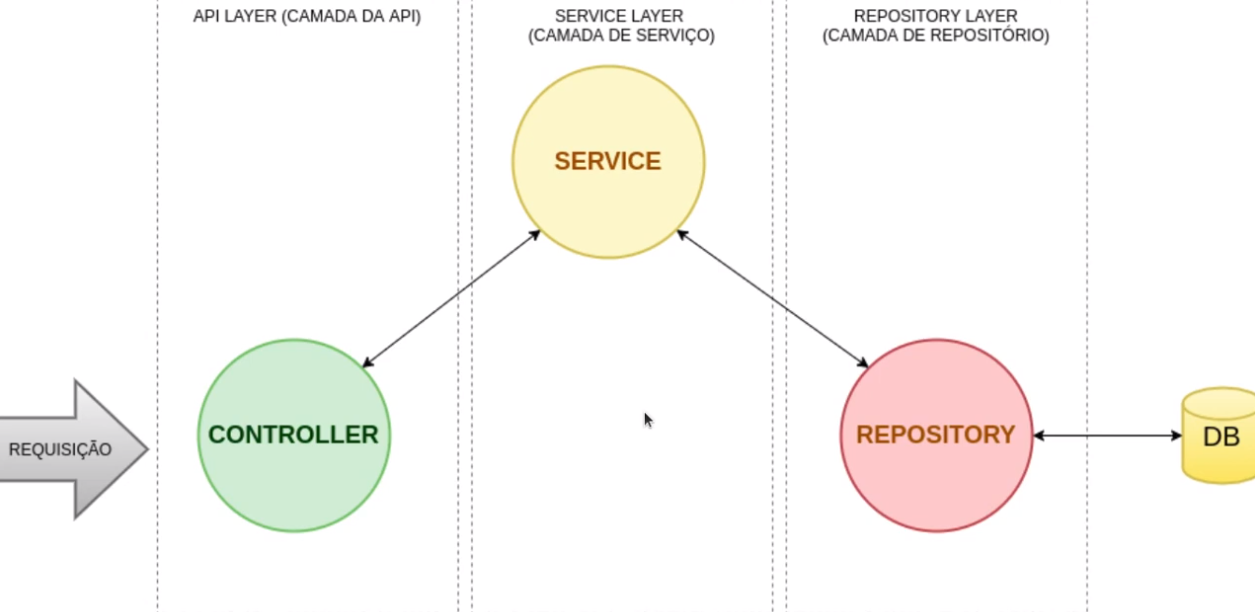 API LAYER (CAMADA DA API)
SERVICE LAYER
(CAMADA DE SERVIÇO)
REPOSITORY LAYER
(CAMADA DE REPOSITÓRIO)
SERVICE
REQUISIÇÃO
CONTROLLER
REPOSITORY
DB